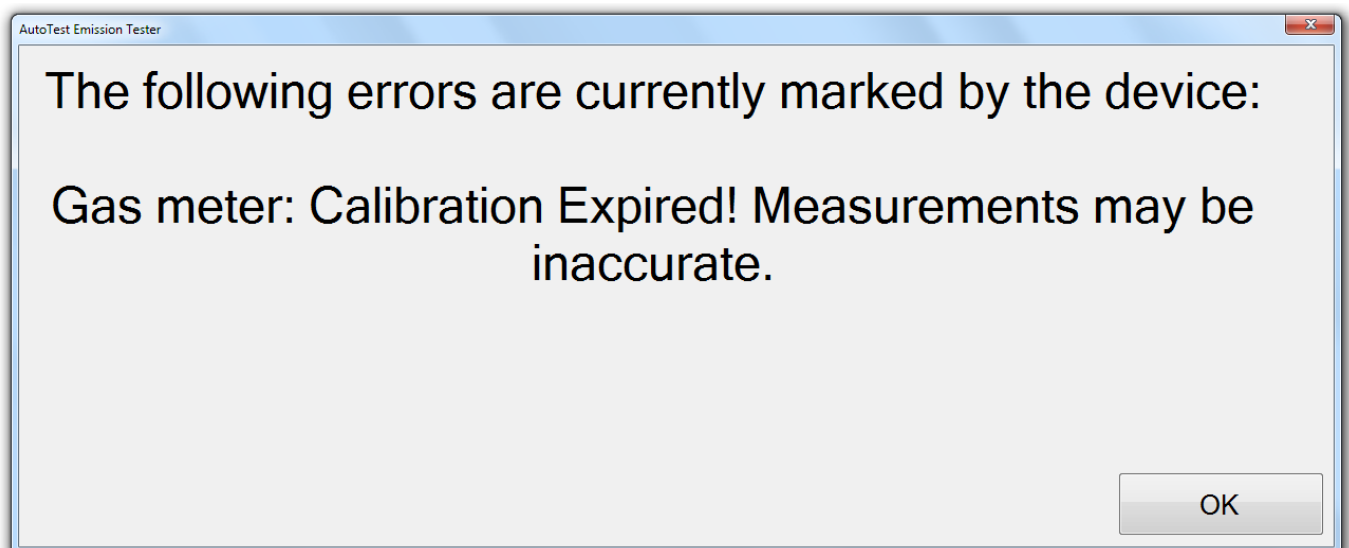 AutoTest Emission Tester
The following errors are currently marked by the device:
Gas meter: Calibration Expired! Measurements may be
inaccurate.
OK